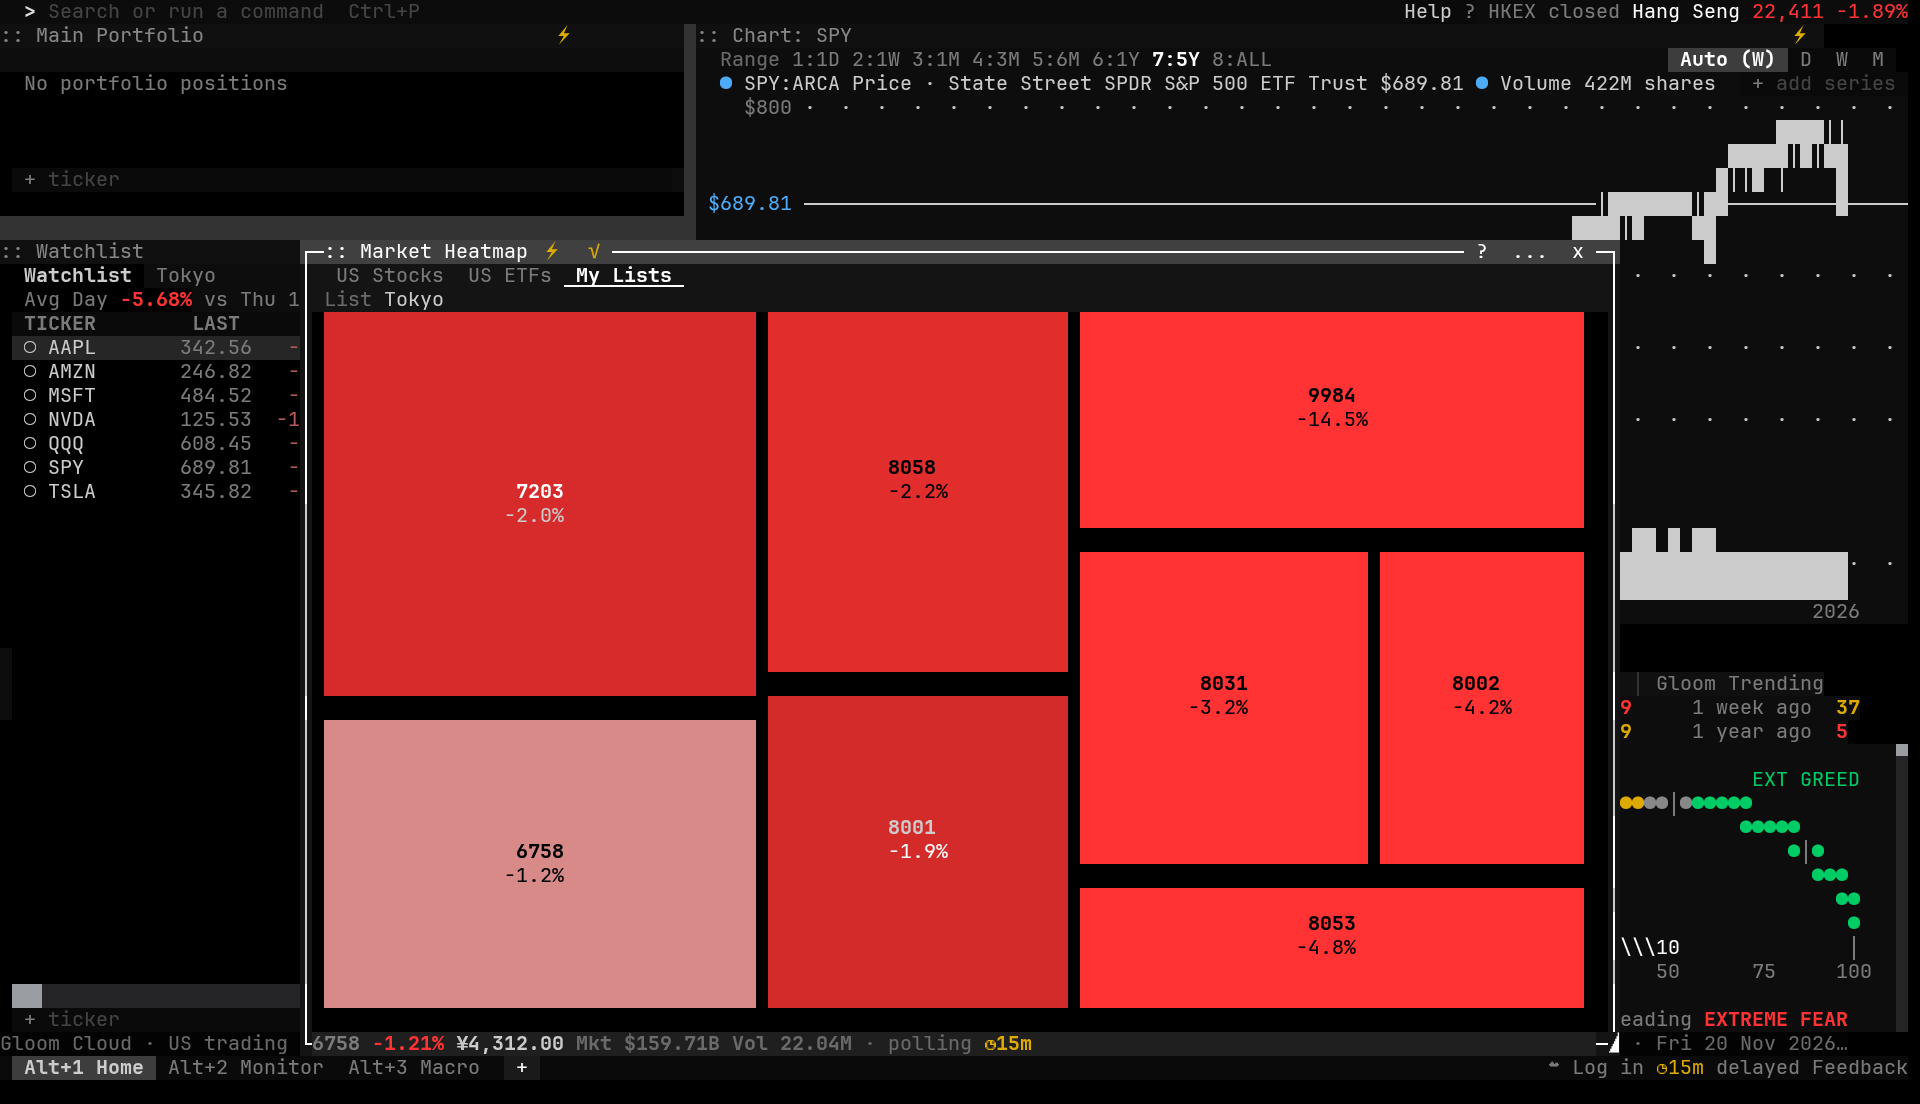 > Search or run a command  Ctrl+P
Help ? HKEX closed Hang Seng 22,411 -1.89%
:: Main Portfolio ⚡
No portfolio positions
+ ticker
:: Chart: SPY ⚡
Range 1:1D 2:1W 3:1M 4:3M 5:6M 6:1Y 7:5Y 8:ALL
Auto (W) D W M
SPY:ARCA Price · State Street SPDR S&P 500 ETF Trust $689.81 Volume 422M shares + add series
$800
$689.81
2026
:: Watchlist
Watchlist Tokyo
Avg Day -5.68% vs Thu 1
TICKER LAST
AAPL 342.56 -
AMZN 246.82 -
MSFT 484.52 -
NVDA 125.53 -1
QQQ 608.45 -
SPY 689.81 -
TSLA 345.82 -
+ ticker
:: Market Heatmap ⚡ √ ? ... x
US Stocks US ETFs My Lists
List Tokyo
7203
-2.0%
8058
-2.2%
9984
-14.5%
8031
-3.2%
8002
-4.2%
6758
-1.2%
8001
-1.9%
8053
-4.8%
6758 -1.21% ¥4,312.00 Mkt $159.71B Vol 22.04M · polling ◔15m
Gloom Trending
9 1 week ago 37
9 1 year ago 5
EXT GREED
\\\10
50 75 100
eading EXTREME FEAR
Gloom Cloud · US trading
· Fri 20 Nov 2026…
Alt+1 Home Alt+2 Monitor Alt+3 Macro +
Log in ◔15m delayed Feedback